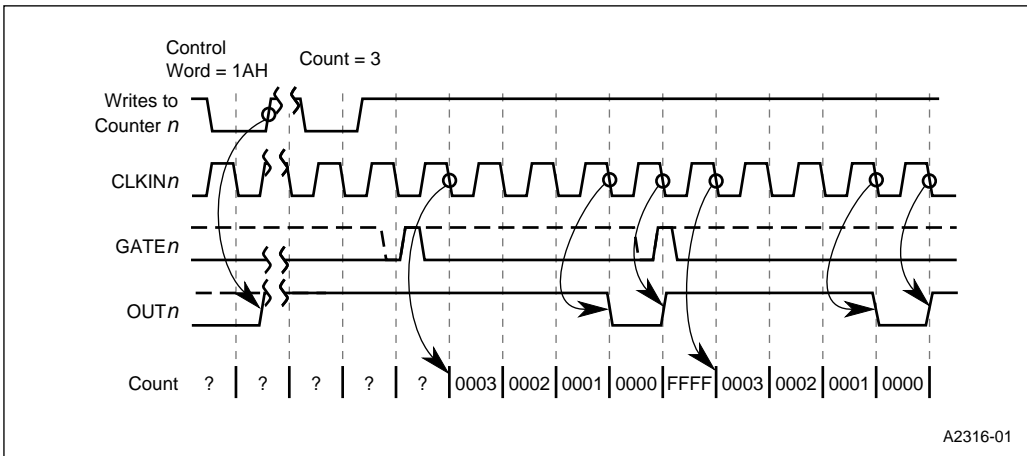 Control
Word = 1AH
Count = 3
Writes to
Counter n
CLKINn
GATEn
OUTn
Count ? ? ? ? ? 0003 0002 0001 0000 FFFF 0003 0002 0001 0000
A2316-01